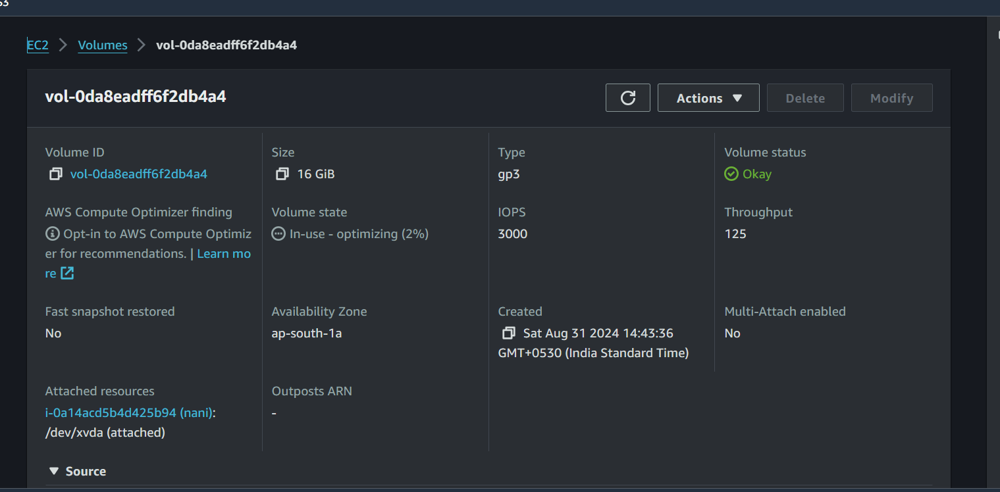 EC2 Volumes vol-0da8eadff6f2db4a4
vol-0da8eadff6f2db4a4
Actions Delete Modify
Volume ID
vol-0da8eadff6f2db4a4
Size
16 GiB
Type
gp3
Volume status
Okay
AWS Compute Optimizer finding
Opt-in to AWS Compute Optimiz
er for recommendations. | Learn mo
re
Volume state
In-use - optimizing (2%)
IOPS
3000
Throughput
125
Fast snapshot restored
No
Availability Zone
ap-south-1a
Created
Sat Aug 31 2024 14:43:36
GMT+0530 (India Standard Time)
Multi-Attach enabled
No
Attached resources
i-0a14acd5b4d425b94 (nani):
/dev/xvda (attached)
Outposts ARN
-
Source